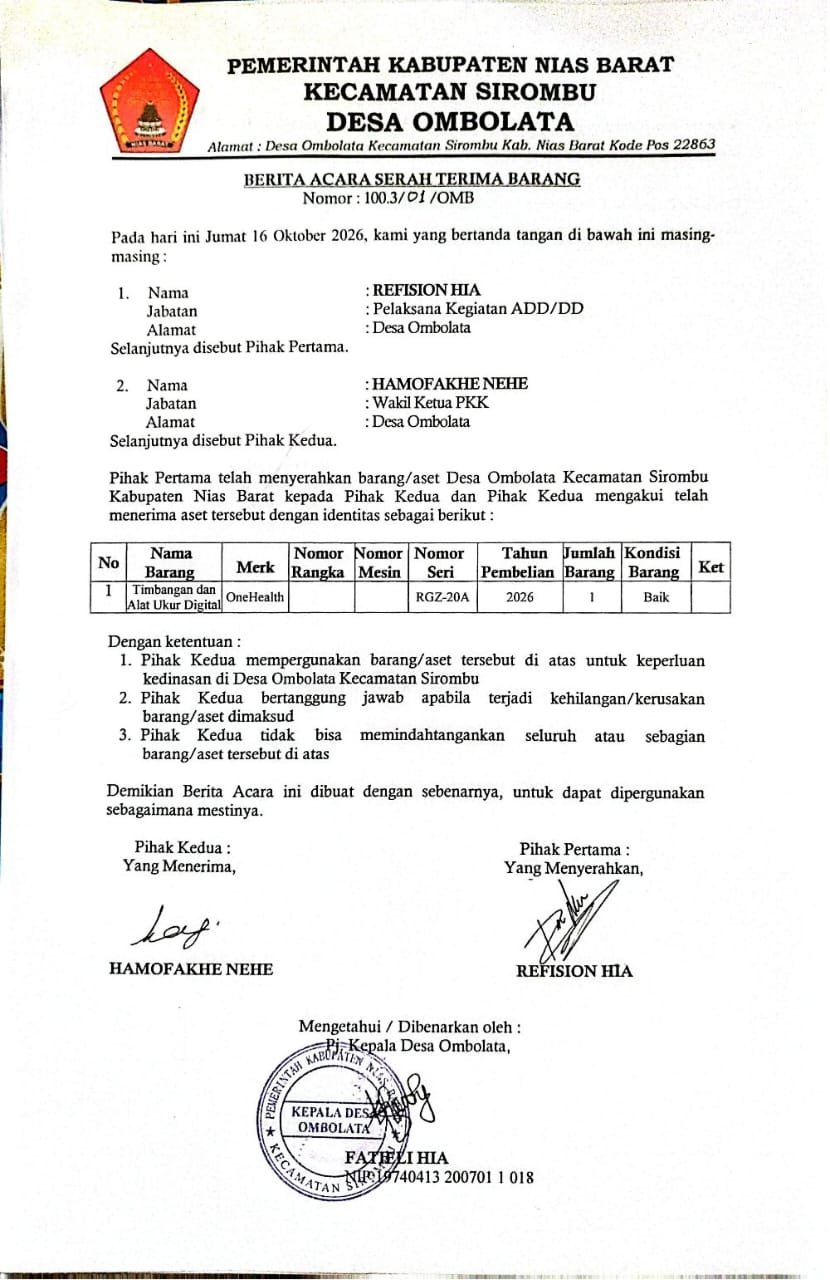 PEMERINTAH KABUPATEN NIAS BARAT
KECAMATAN SIROMBU
DESA OMBOLATA
Alamat : Desa Ombolata Kecamatan Sirombu Kab. Nias Barat Kode Pos 22863
NIAS BARAT
BERITA ACARA SERAH TERIMA BARANG
Nomor : 100.3/01/OMB
Pada hari ini Jumat 16 Oktober 2026, kami yang bertanda tangan di bawah ini masing-
masing :
1. Nama : REFISION HIA
Jabatan : Pelaksana Kegiatan ADD/DD
Alamat : Desa Ombolata
Selanjutnya disebut Pihak Pertama.
2. Nama : HAMOFAKHE NEHE
Jabatan : Wakil Ketua PKK
Alamat : Desa Ombolata
Selanjutnya disebut Pihak Kedua.
Pihak Pertama telah menyerahkan barang/aset Desa Ombolata Kecamatan Sirombu
Kabupaten Nias Barat kepada Pihak Kedua dan Pihak Kedua mengakui telah
menerima aset tersebut dengan identitas sebagai berikut :
No Nama Barang Merk Nomor Rangka Nomor Mesin Nomor Seri Tahun Pembelian Jumlah Barang Kondisi Barang Ket
1 Timbangan dan Alat Ukur Digital OneHealth RGZ-20A 2026 1 Baik
Dengan ketentuan :
1. Pihak Kedua mempergunakan barang/aset tersebut di atas untuk keperluan
kedinasan di Desa Ombolata Kecamatan Sirombu
2. Pihak Kedua bertanggung jawab apabila terjadi kehilangan/kerusakan
barang/aset dimaksud
3. Pihak Kedua tidak bisa memindahtangankan seluruh atau sebagian
barang/aset tersebut di atas
Demikian Berita Acara ini dibuat dengan sebenarnya, untuk dapat dipergunakan
sebagaimana mestinya.
Pihak Kedua :
Yang Menerima,
HAMOFAKHE NEHE
Pihak Pertama :
Yang Menyerahkan,
REFISION HIA
Mengetahui / Dibenarkan oleh :
Pj. Kepala Desa Ombolata,
PEMERINTAH KABUPATEN NIAS
KEPALA DESA
OMBOLATA
KECAMATAN SIROMBU
FATIELI HIA
NIP. 19740413 200701 1 018